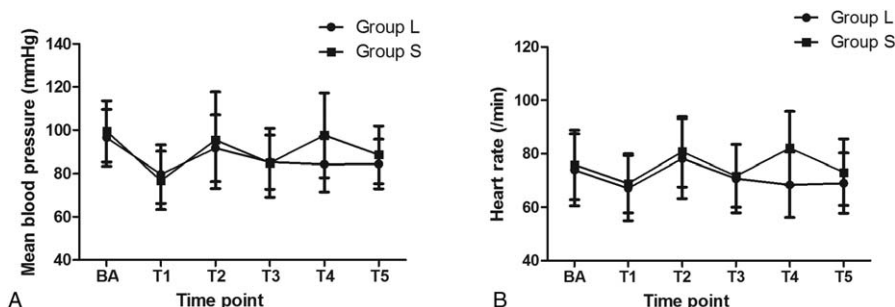 Group L
Group S
Mean blood pressure (mmHg)
140
120
100
80
60
40
BA T1 T2 T3 T4 T5
Time point
A
Group L
Group S
Heart rate (/min)
120
100
80
60
40
BA T1 T2 T3 T4 T5
Time point
B